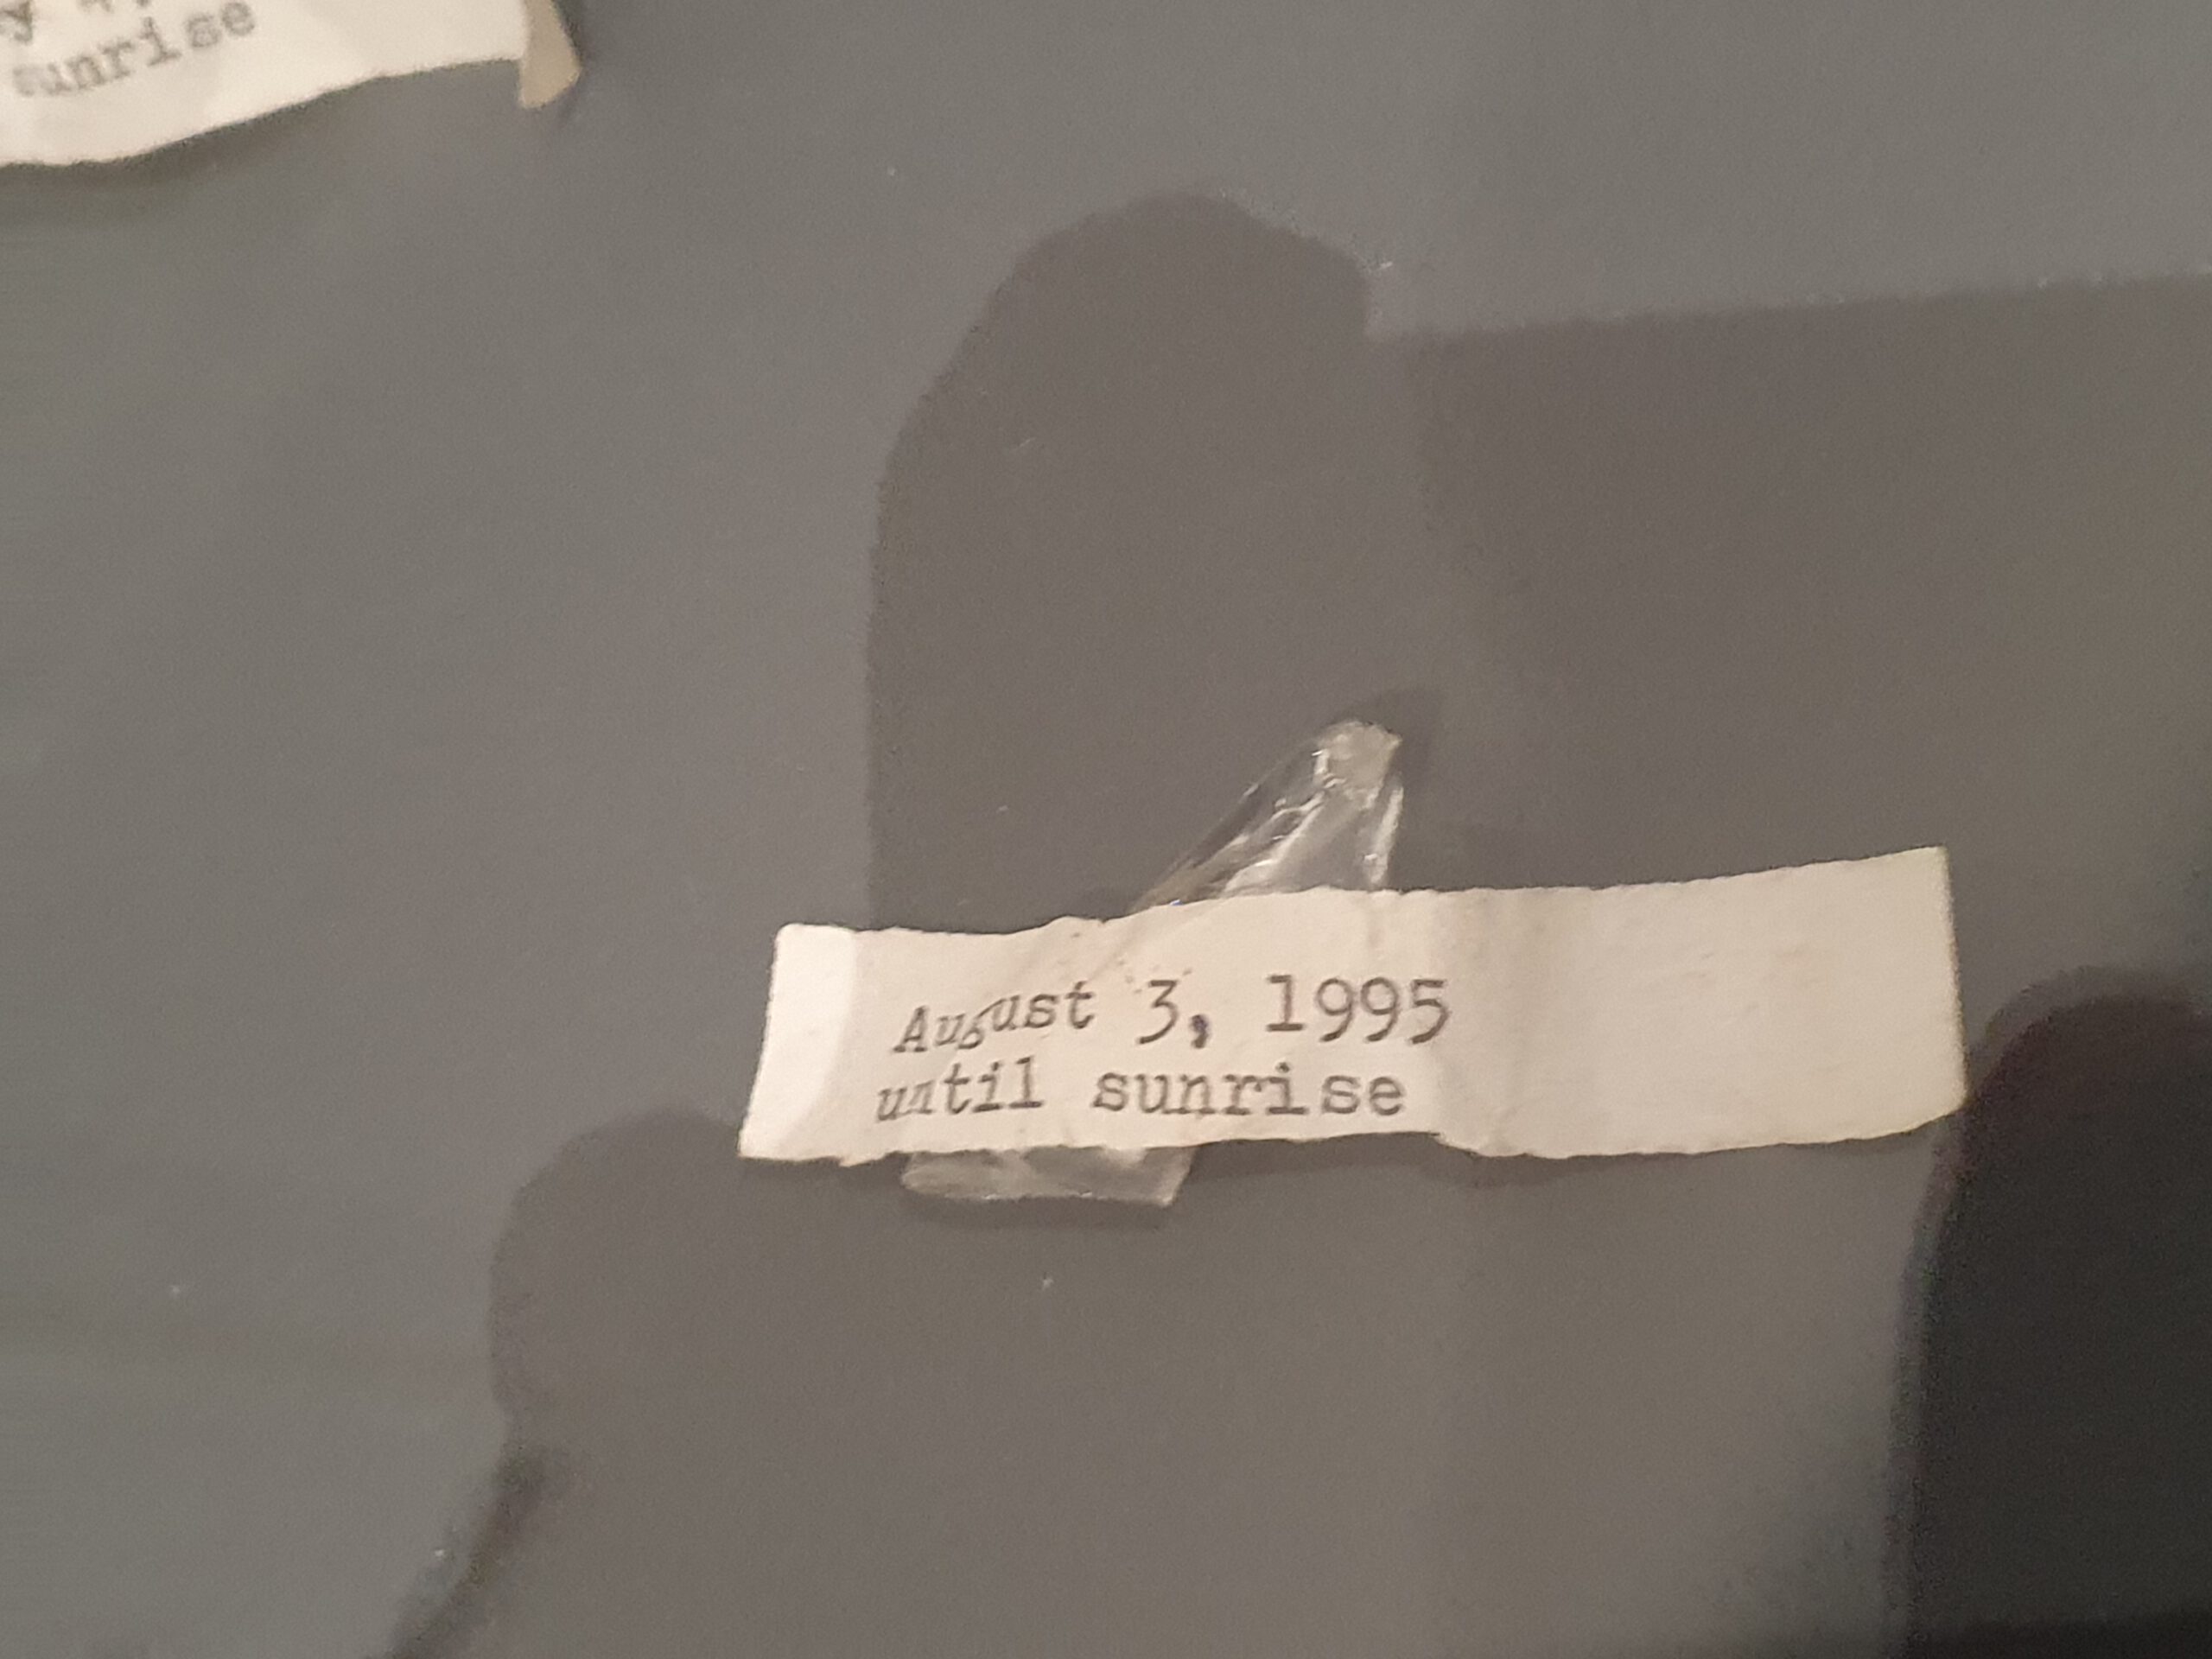 sunrise
August 3, 1995
until sunrise